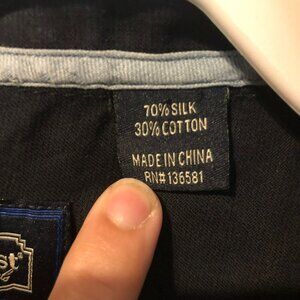 70% SILK
30% COTTON
MADE IN CHINA
RN# 136581